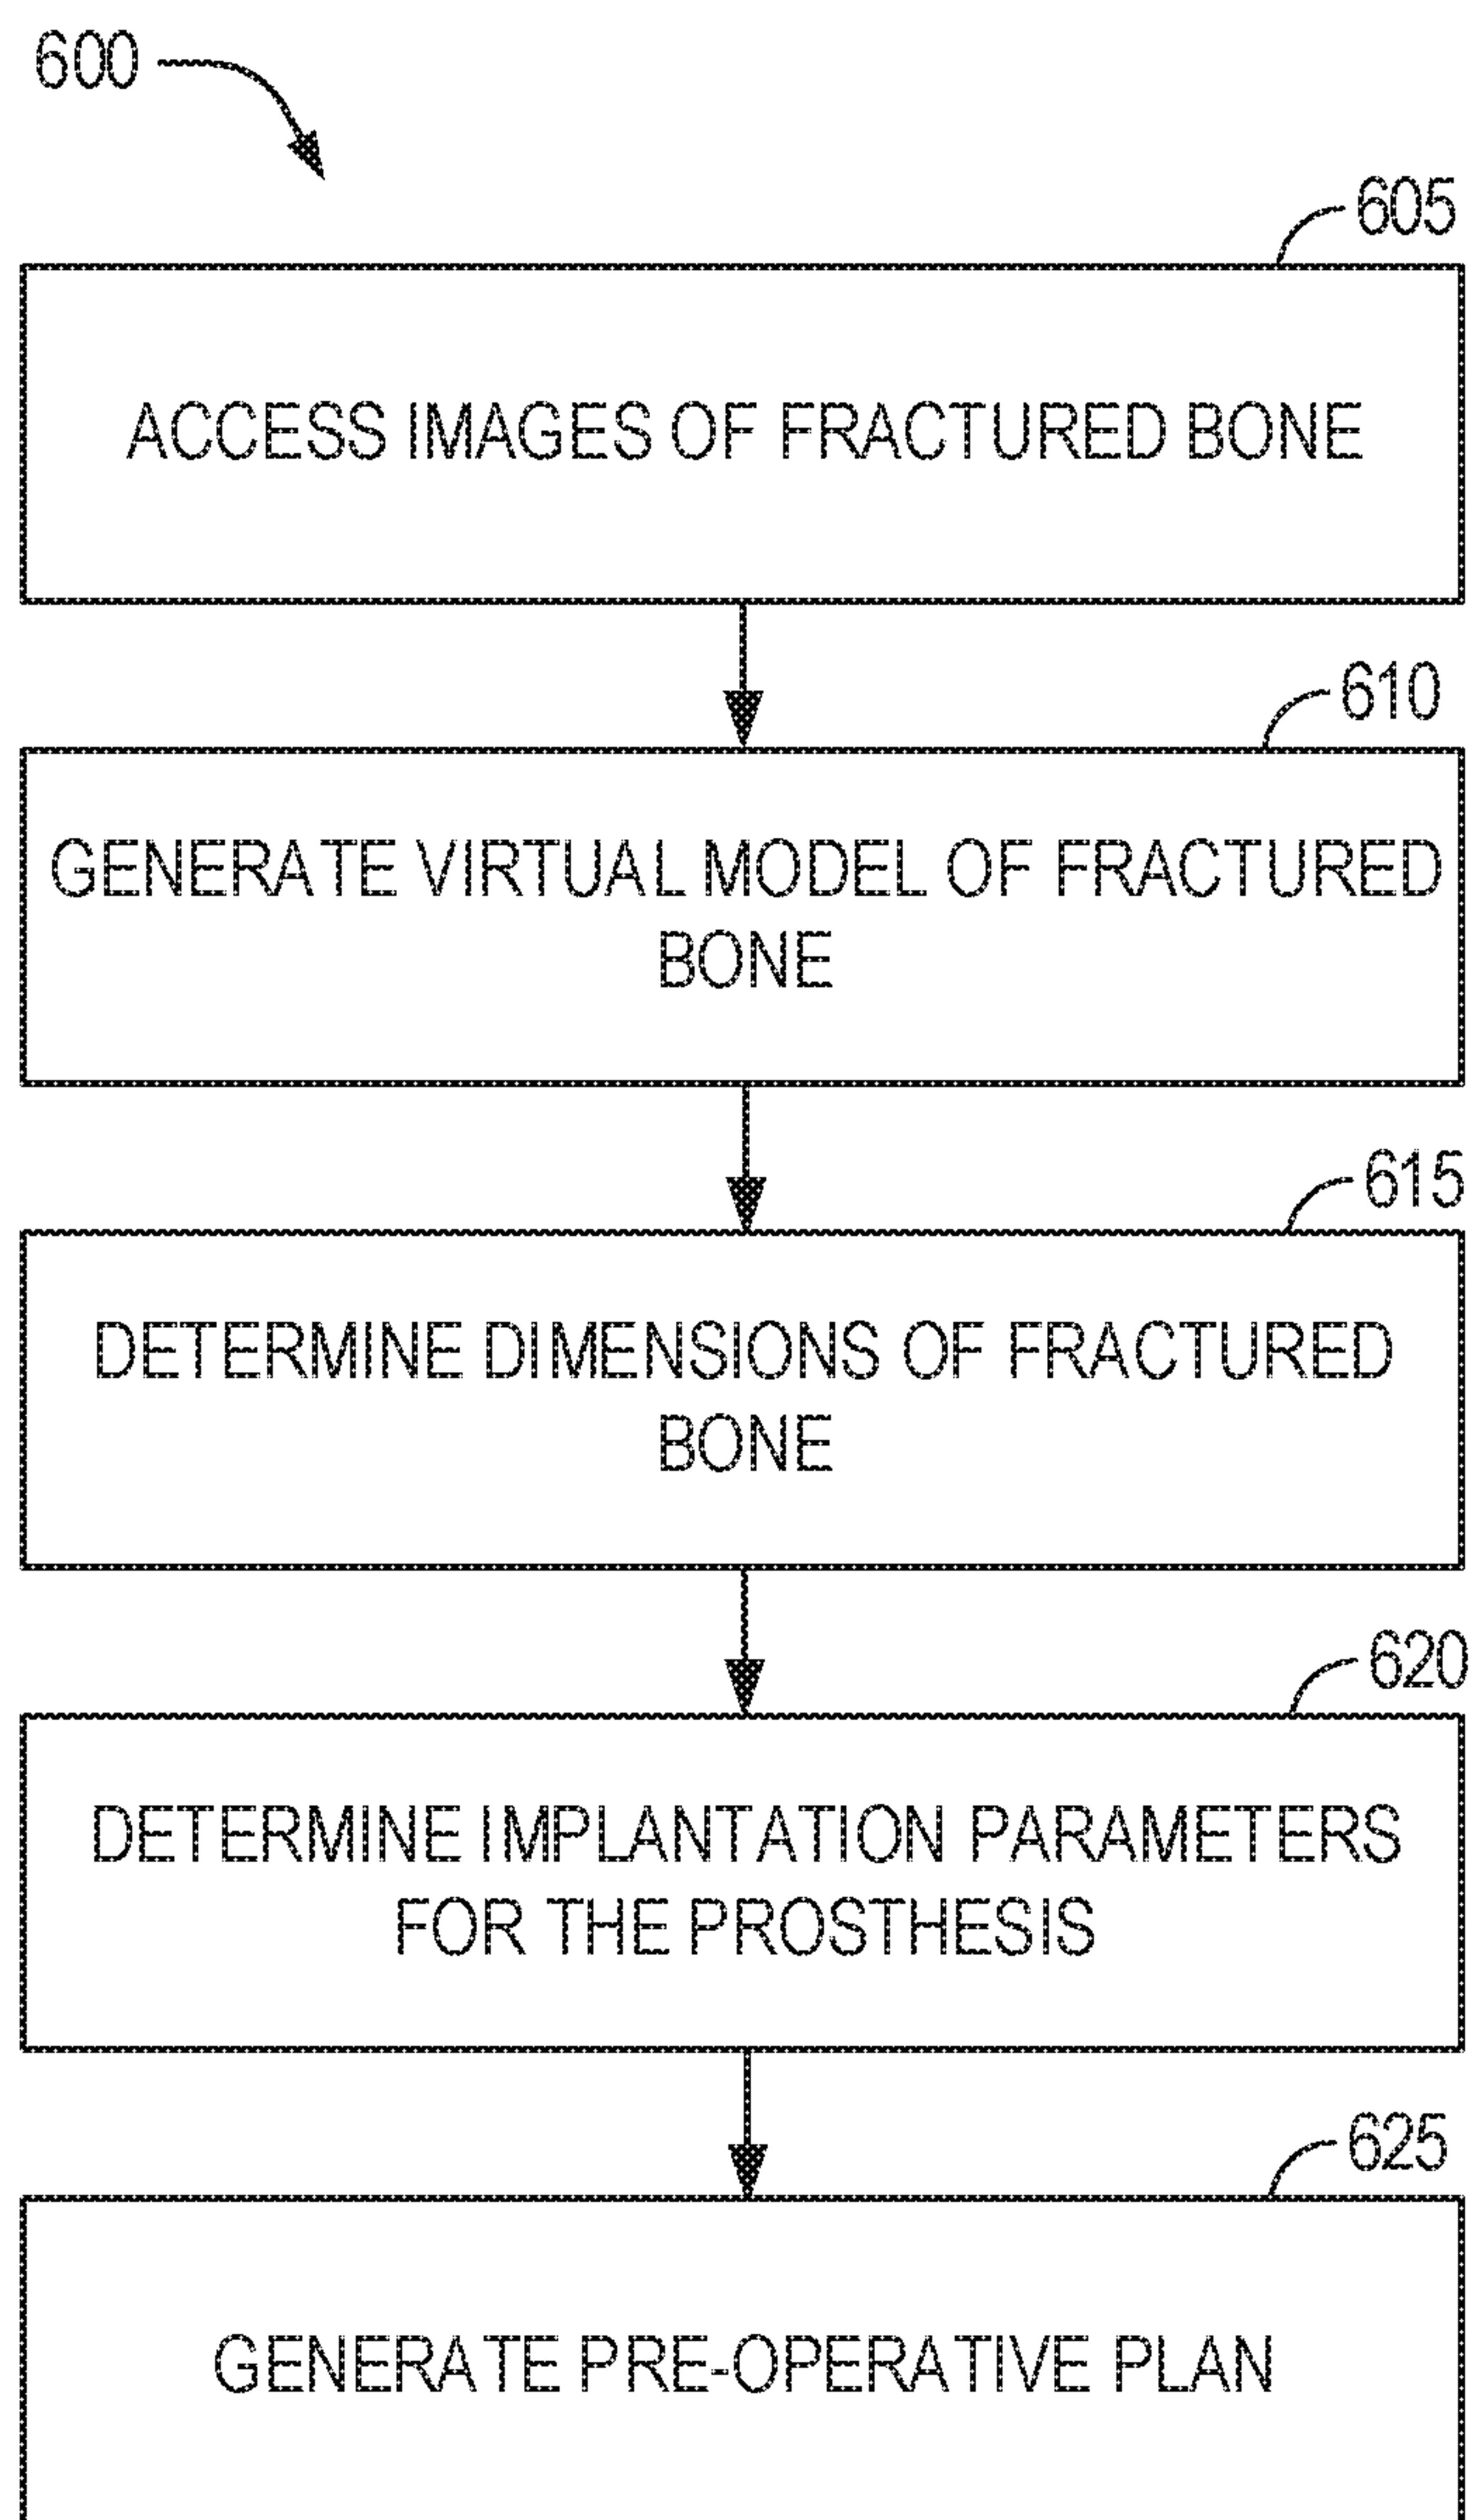 600
605
ACCESS IMAGES OF FRACTURED BONE
610
GENERATE VIRTUAL MODEL OF FRACTURED
BONE
615
DETERMINE DIMENSIONS OF FRACTURED
BONE
620
DETERMINE IMPLANTATION PARAMETERS
FOR THE PROSTHESIS
625
GENERATE PRE-OPERATIVE PLAN